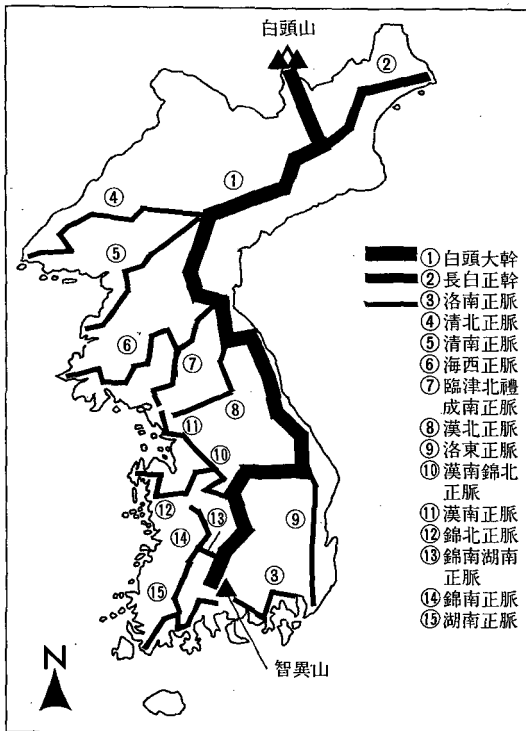 白頭山
②
①
④
⑤
⑥
⑦
⑧
⑪
⑩
⑫
⑬
⑨
⑭
③
⑮
智異山
N
①白頭大幹
②長白正幹
③洛南正脈
④清北正脈
⑤清南正脈
⑥海西正脈
⑦臨津北禮
成南正脈
⑧漢北正脈
⑨洛東正脈
⑩漢南錦北
正脈
⑪漢南正脈
⑫錦北正脈
⑬錦南湖南
正脈
⑭錦南正脈
⑮湖南正脈